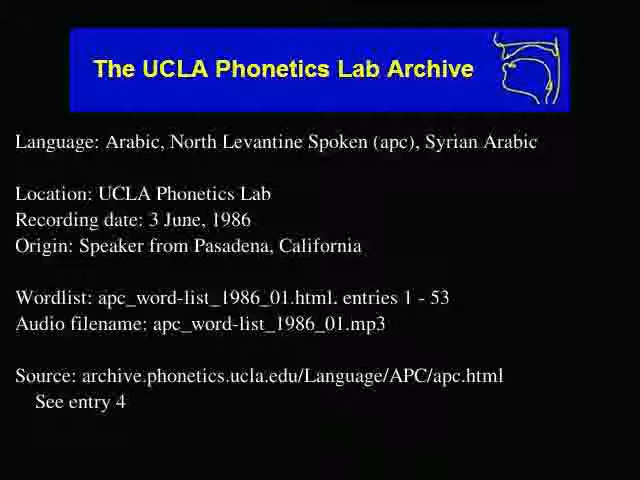 The UCLA Phonetics Lab Archive
Language: Arabic, North Levantine Spoken (apc), Syrian Arabic
Location: UCLA Phonetics Lab
Recording date: 3 June, 1986
Origin: Speaker from Pasadena, California
Wordlist: apc_word-list_1986_01.html. entries 1 - 53
Audio filename: apc_word-list_1986_01.mp3
Source: archive.phonetics.ucla.edu/Language/APC/apc.html
See entry 4